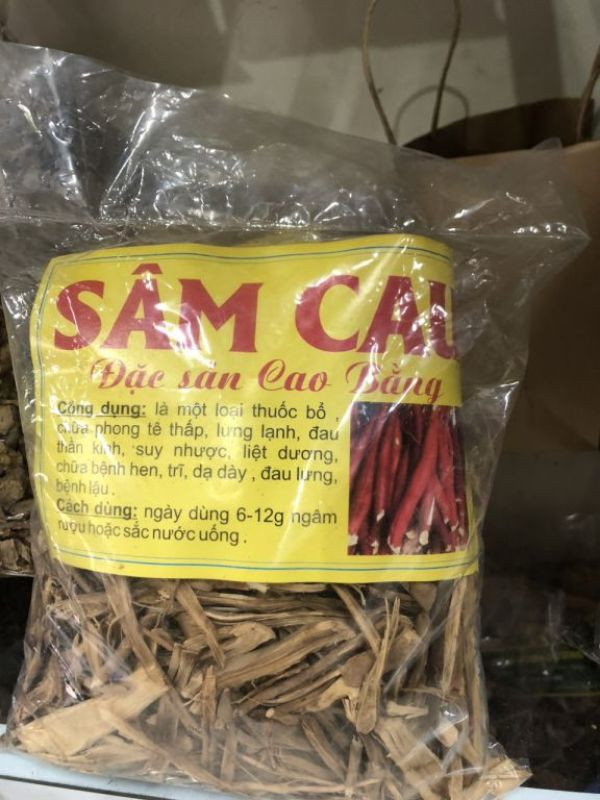 SÂM CAU
Đặc sản Cao Bằng
Công dụng: là một loại thuốc bổ ,
chữa phong tê thấp, lưng lạnh, đau
thần kinh, suy nhược, liệt dương,
chữa bệnh hen, trĩ, dạ dày , đau lưng,
bệnh lậu .
Cách dùng: ngày dùng 6-12g ngâm
rượu hoặc sắc nước uống .